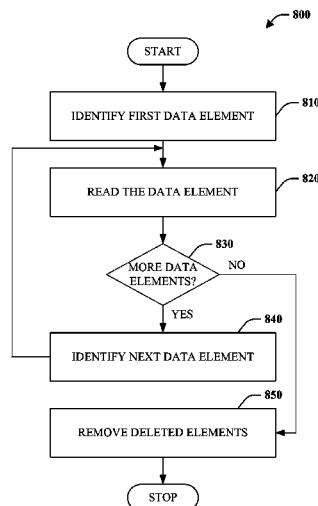 800
START
IDENTIFY FIRST DATA ELEMENT
810
READ THE DATA ELEMENT
820
830
MORE DATA
ELEMENTS?
NO
YES
840
IDENTIFY NEXT DATA ELEMENT
850
REMOVE DELETED ELEMENTS
STOP